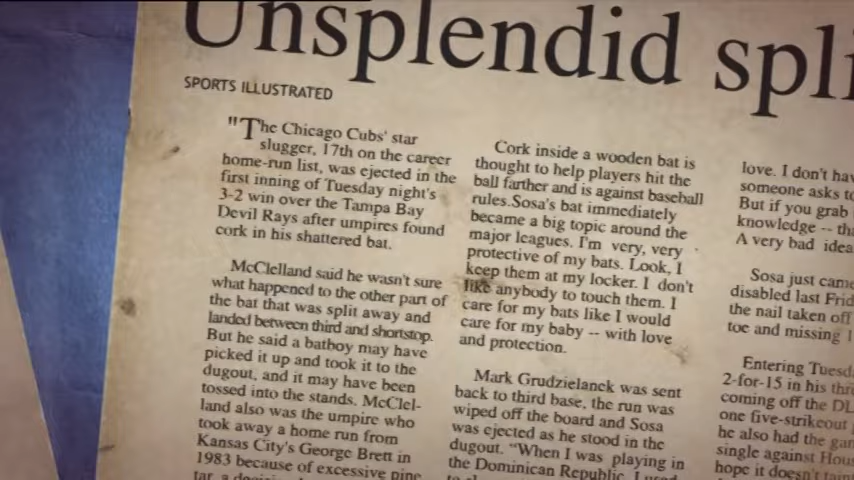 Unsplendid
SPORTS ILLUSTRATED
"The Chicago Cubs' star
slugger, 17th on the career
home-run list, was ejected in the
first inning of Tuesday night's
3-2 win over the Tampa Bay
Devil Rays after umpires found
cork in his shattered bat.
McClelland said he wasn't sure
what happened to the other part of
the bat that was split away and
landed between third and shortstop.
But he said a batboy may have
picked it up and took it to the
dugout, and it may have been
tossed into the stands. McClel-
land also was the umpire who
took away a home run from
Kansas City's George Brett in
1983 because of excessive pine
Cork inside a wooden bat is
thought to help players hit the
ball farther and is against baseball
rules.Sosa's bat immediately
became a big topic around the
major leagues. I'm very, very
protective of my bats. Look, I
keep them at my locker. I don't
like anybody to touch them. I
care for my bats like I would
care for my baby -- with love
and protection.
Mark Grudzielanek was sent
back to third base, the run was
wiped off the board and Sosa
was ejected as he stood in the
dugout. "When I was playing in
the Dominican Republic, I used
love. I don't hav
someone asks to
But if you grab
knowledge -- th
A very bad idea
Sosa just came
disabled last Frid
the nail taken off
toe and missing 1
Entering Tuesd
2-for-15 in his thr
coming off the DL
one five-strikeout
he also had the gam
single against Hous
hope it doesn't